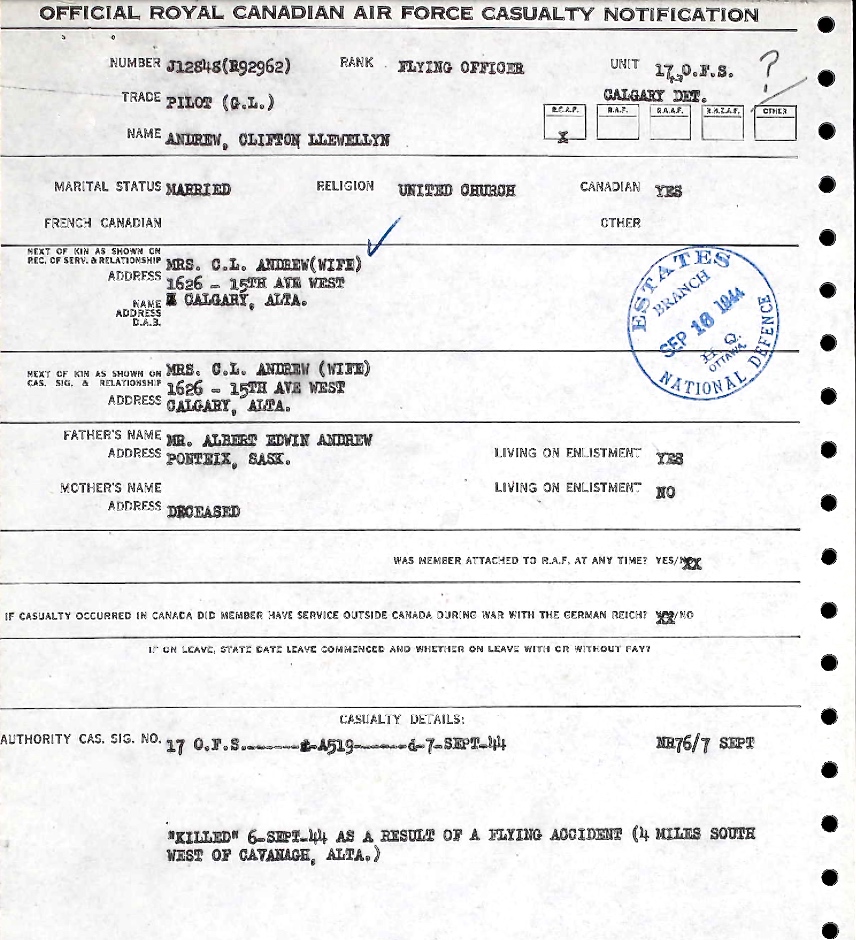 OFFICIAL ROYAL CANADIAN AIR FORCE CASUALTY NOTIFICATION
NUMBER J12848(R92962) RANK FLYING OFFICER UNIT 17 O.F.S. ?
TRADE PILOT (G.L.) CALGARY DET.
R.C.A.F. R.A.F. R.A.A.F. R.N.Z.A.F. OTHER
X
NAME ANDREW, CLIFTON LLEWELLYN
MARITAL STATUS MARRIED RELIGION UNITED CHURCH CANADIAN YES
FRENCH CANADIAN OTHER
NEXT OF KIN AS SHOWN ON
REC. OF SERV. & RELATIONSHIP MRS. C.L. ANDREW(WIFE)
ADDRESS 1626 - 15TH AVE WEST
NAME CALGARY, ALTA.
ADDRESS
D.A.B.
ESTATES
BRANCH
SEP 18 1944
H.Q.
OTTAWA
NATIONAL DEFENCE
NEXT OF KIN AS SHOWN ON MRS. C.L. ANDREW (WIFE)
CAS. SIG. & RELATIONSHIP 1626 - 15TH AVE WEST
ADDRESS CALGARY, ALTA.
FATHER'S NAME MR. ALBERT EDWIN ANDREW
ADDRESS PONTEIX, SASK. LIVING ON ENLISTMENT YES
MOTHER'S NAME LIVING ON ENLISTMENT NO
ADDRESS DECEASED
WAS MEMBER ATTACHED TO R.A.F. AT ANY TIME? YES/XX
IF CASUALTY OCCURRED IN CANADA DID MEMBER HAVE SERVICE OUTSIDE CANADA DURING WAR WITH THE GERMAN REICH? XX/NO
IF ON LEAVE, STATE DATE LEAVE COMMENCED AND WHETHER ON LEAVE WITH OR WITHOUT PAY?
CASUALTY DETAILS:
AUTHORITY CAS. SIG. NO. 17 O.F.S.-------t-A519-------d-7-SEPT-44 NR76/7 SEPT
"KILLED" 6-SEPT-44 AS A RESULT OF A FLYING ACCIDENT (4 MILES SOUTH
WEST OF CAVANAGH, ALTA.)